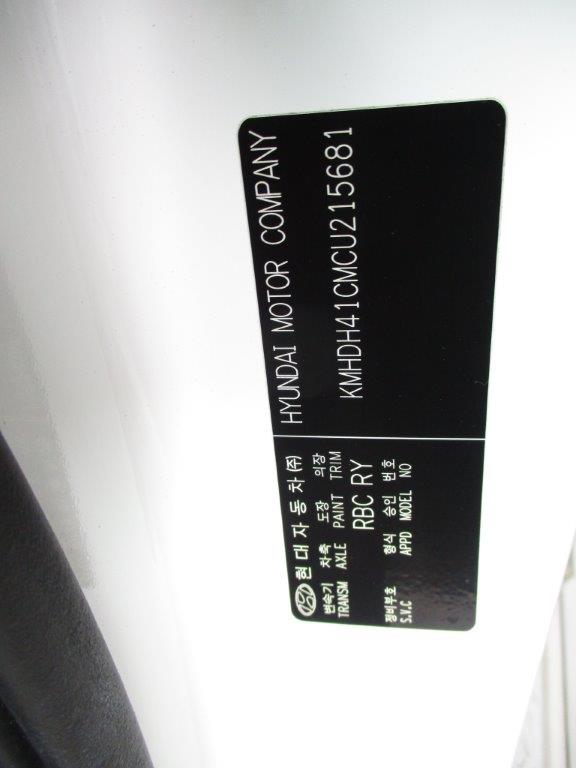 현대자동차(주) HYUNDAI MOTOR COMPANY
변속기 차축 도장 의장
TRANSM AXLE PAINT TRIM
KMHDH41CMCU215681
RBC RY
정비부호 형식 승인 번호
S.V.C APPD MODEL NO